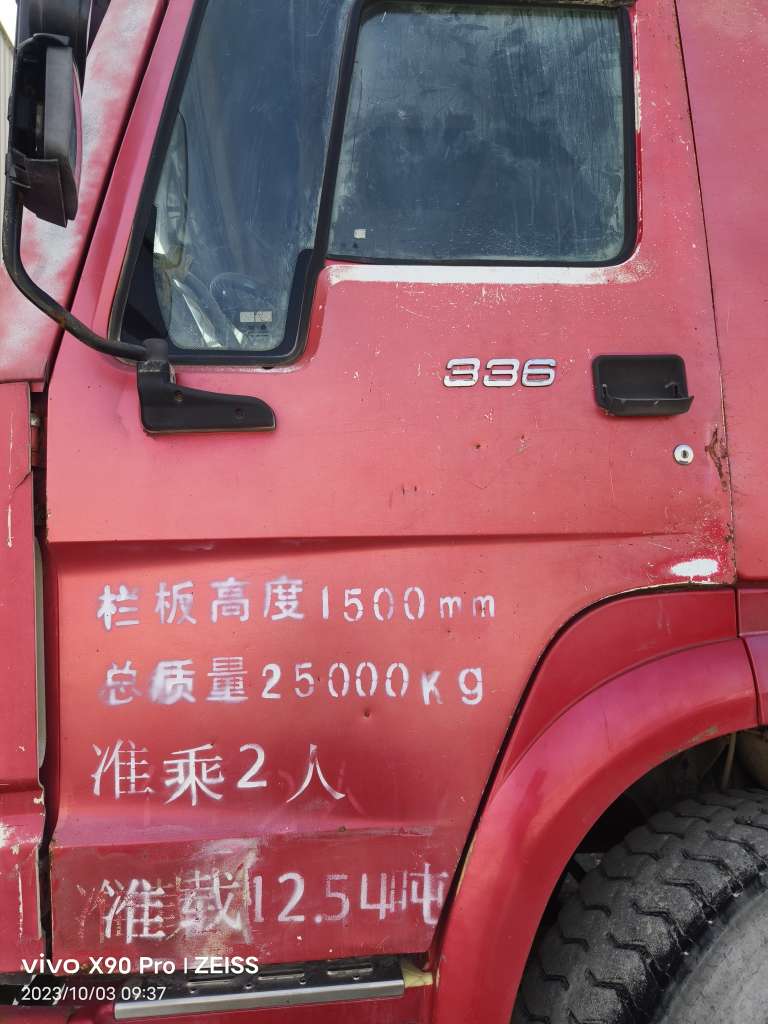 336
栏板高度1500mm
总质量25000Kg
准乘2人
准载12.54吨
vivo X90 Pro | ZEISS
2023/10/03 09:37